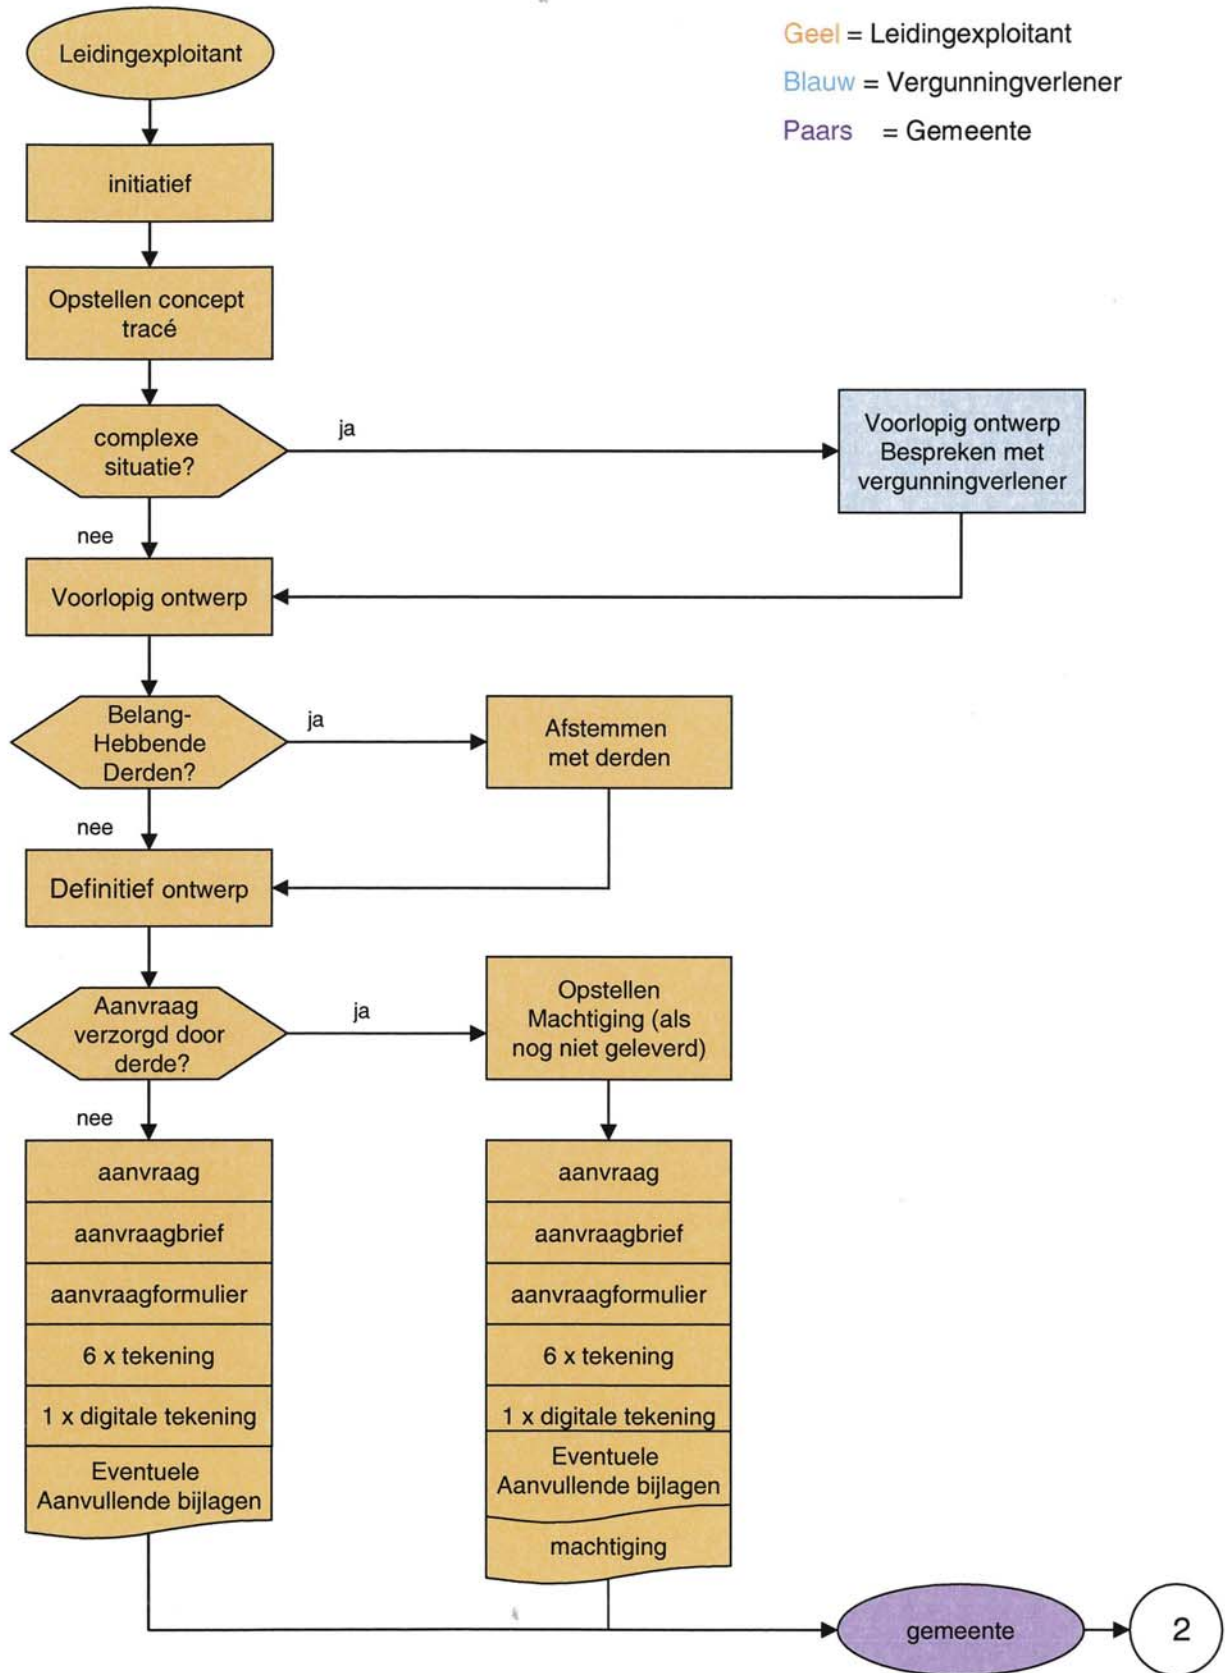 Leidingexploitant
Geel = Leidingexploitant
Blauw = Vergunningverlener
Paars = Gemeente
initiatief
Opstellen concept
tracé
complexe
situatie?
ja
Voorlopig ontwerp
Bespreken met
vergunningverlener
nee
Voorlopig ontwerp
Belang-
Hebbende
Derden?
ja
Afstemmen
met derden
nee
Definitief ontwerp
Aanvraag
verzorgd door
derde?
ja
Opstellen
Machtiging (als
nog niet geleverd)
nee
aanvraag
aanvraagbrief
aanvraagformulier
6 x tekening
1 x digitale tekening
Eventuele
Aanvullende bijlagen
aanvraag
aanvraagbrief
aanvraagformulier
6 x tekening
1 x digitale tekening
Eventuele
Aanvullende bijlagen
machtiging
gemeente
2